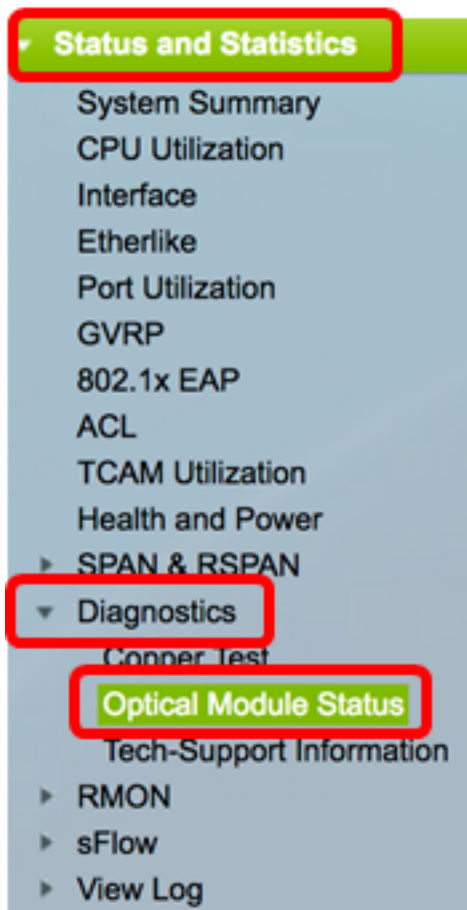 Status and Statistics
System Summary
CPU Utilization
Interface
Etherlike
Port Utilization
GVRP
802.1x EAP
ACL
TCAM Utilization
Health and Power
SPAN & RSPAN
Diagnostics
Copper Test
Optical Module Status
Tech-Support Information
RMON
sFlow
View Log